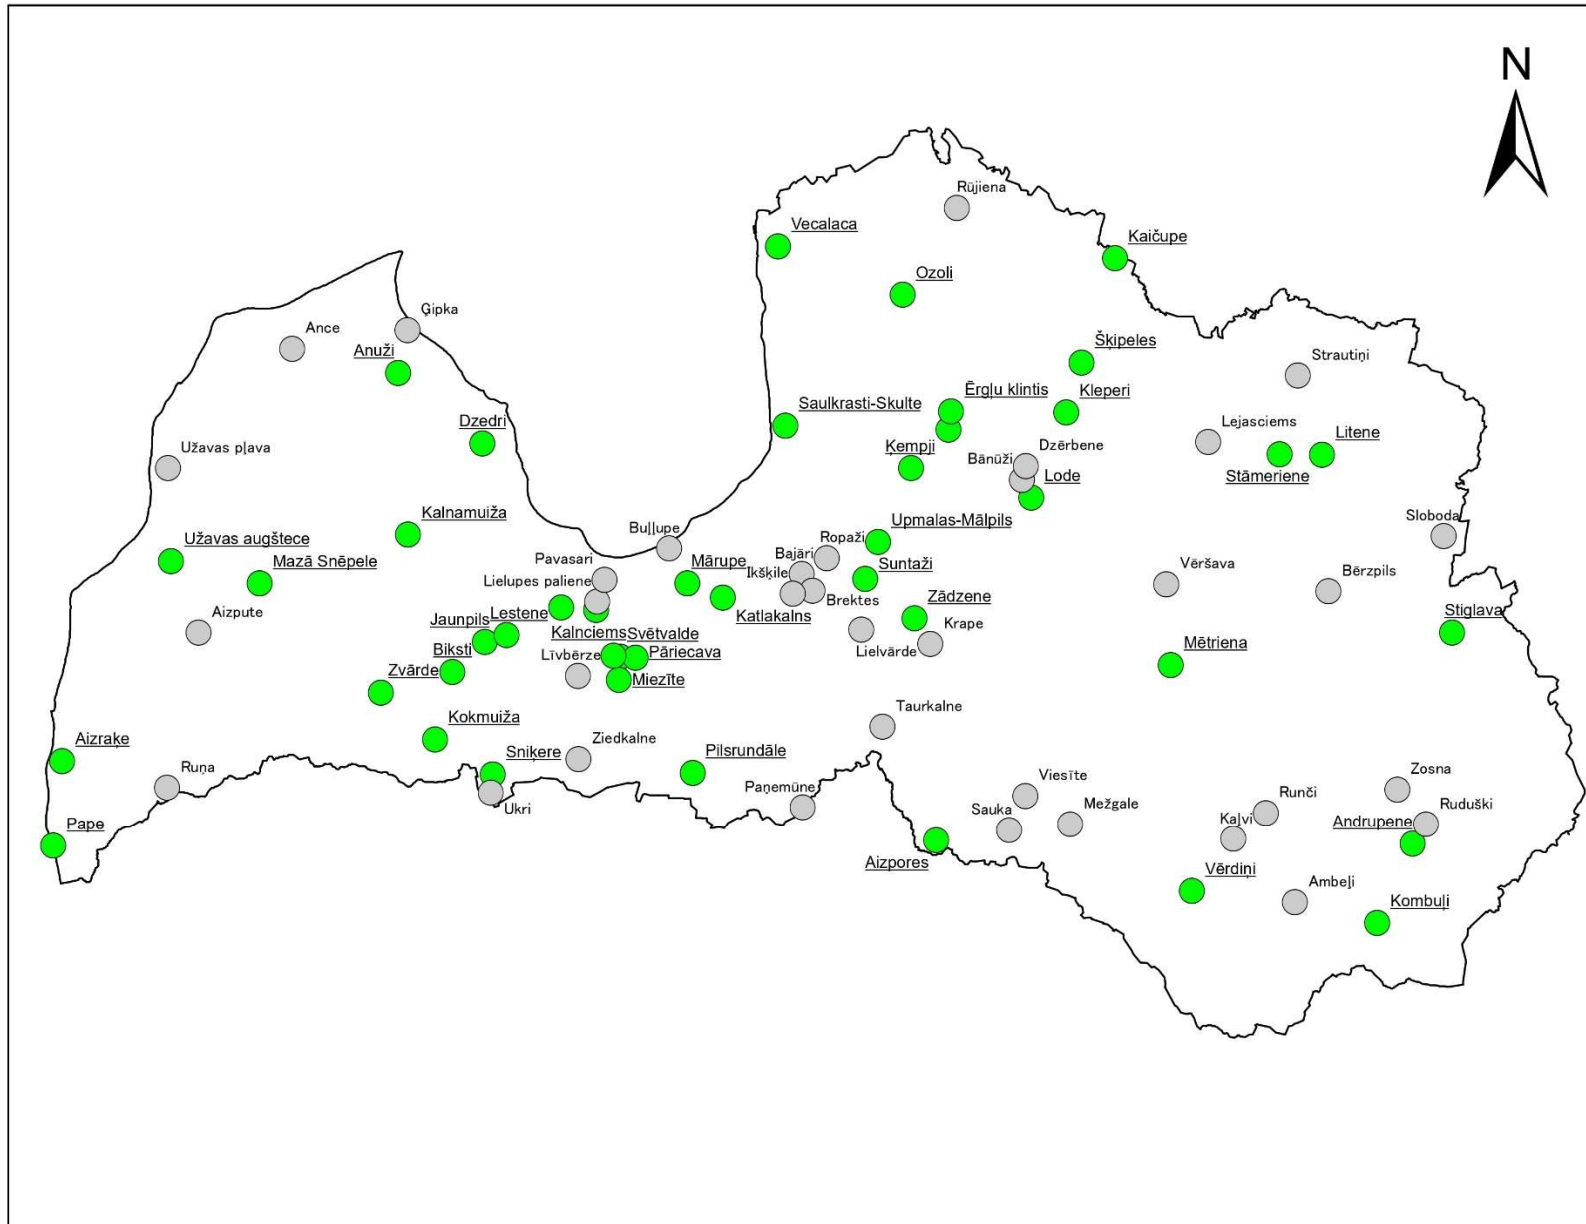 N
Rūjiena
Vecalaca
Kaičupe
Ozoli
Ģipka
Ance
Anuži
Šķipeles
Strautiņi
Ērgļu klintis
Kleperi
Saulkrasti-Skulte
Dzedri
Lejasciems
Litene
Užavas pļava
Ķempji
Dzērbene
Bānūži
Lode
Stāmeriene
Kalnamuiža
Sloboda
Upmalas-Mālpils
Buļļupe
Ropaži
Užavas augštece
Pavasari
Bajāri
Mazā Snēpele
Mārupe
Ikšķile
Suntaži
Vēršava
Bērzpils
Lielupes paliene
Brektes
Zādzene
Aizpute
Lestene
Jaunpils
Katlakalns
Krape
Stiglava
Kalnciems
Svētvalde
Lielvārde
Biksti
Līvbērze
Pāriecava
Mētriena
Zvārde
Miezīte
Taurkalne
Kokmuiža
Aizraķe
Ruņa
Sniķere
Ziedkalne
Pilsrundāle
Viesīte
Zosna
Ukri
Paņemūne
Sauka
Mežgale
Runči
Kaļvi
Ruduški
Andrupene
Pape
Aizpores
Vērdiņi
Ambeļi
Kombuļi